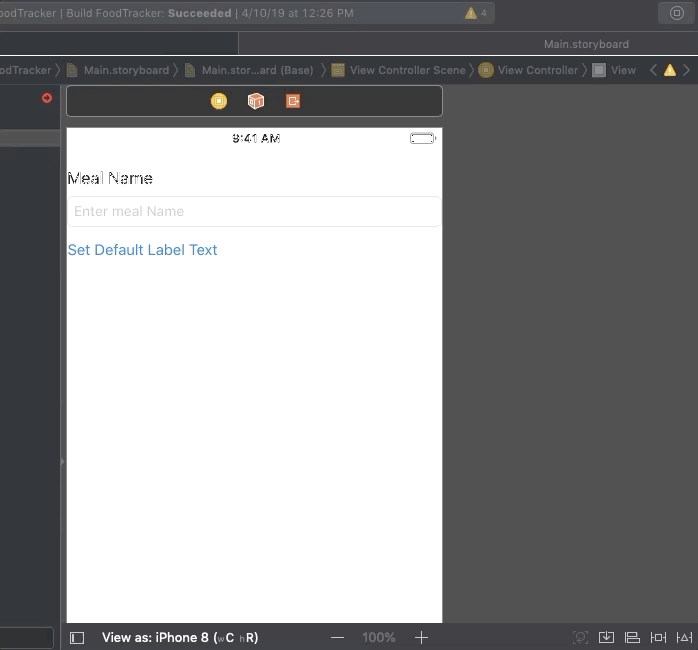 oodTracker | Build FoodTracker: Succeeded | 4/10/19 at 12:26 PM 4
Main.storyboard
odTracker Main.storyboard Main.stor...ard (Base) View Controller Scene View Controller View
9:41 AM
Meal Name
Enter meal Name
Set Default Label Text
View as: iPhone 8 (wC hR) — 100% +